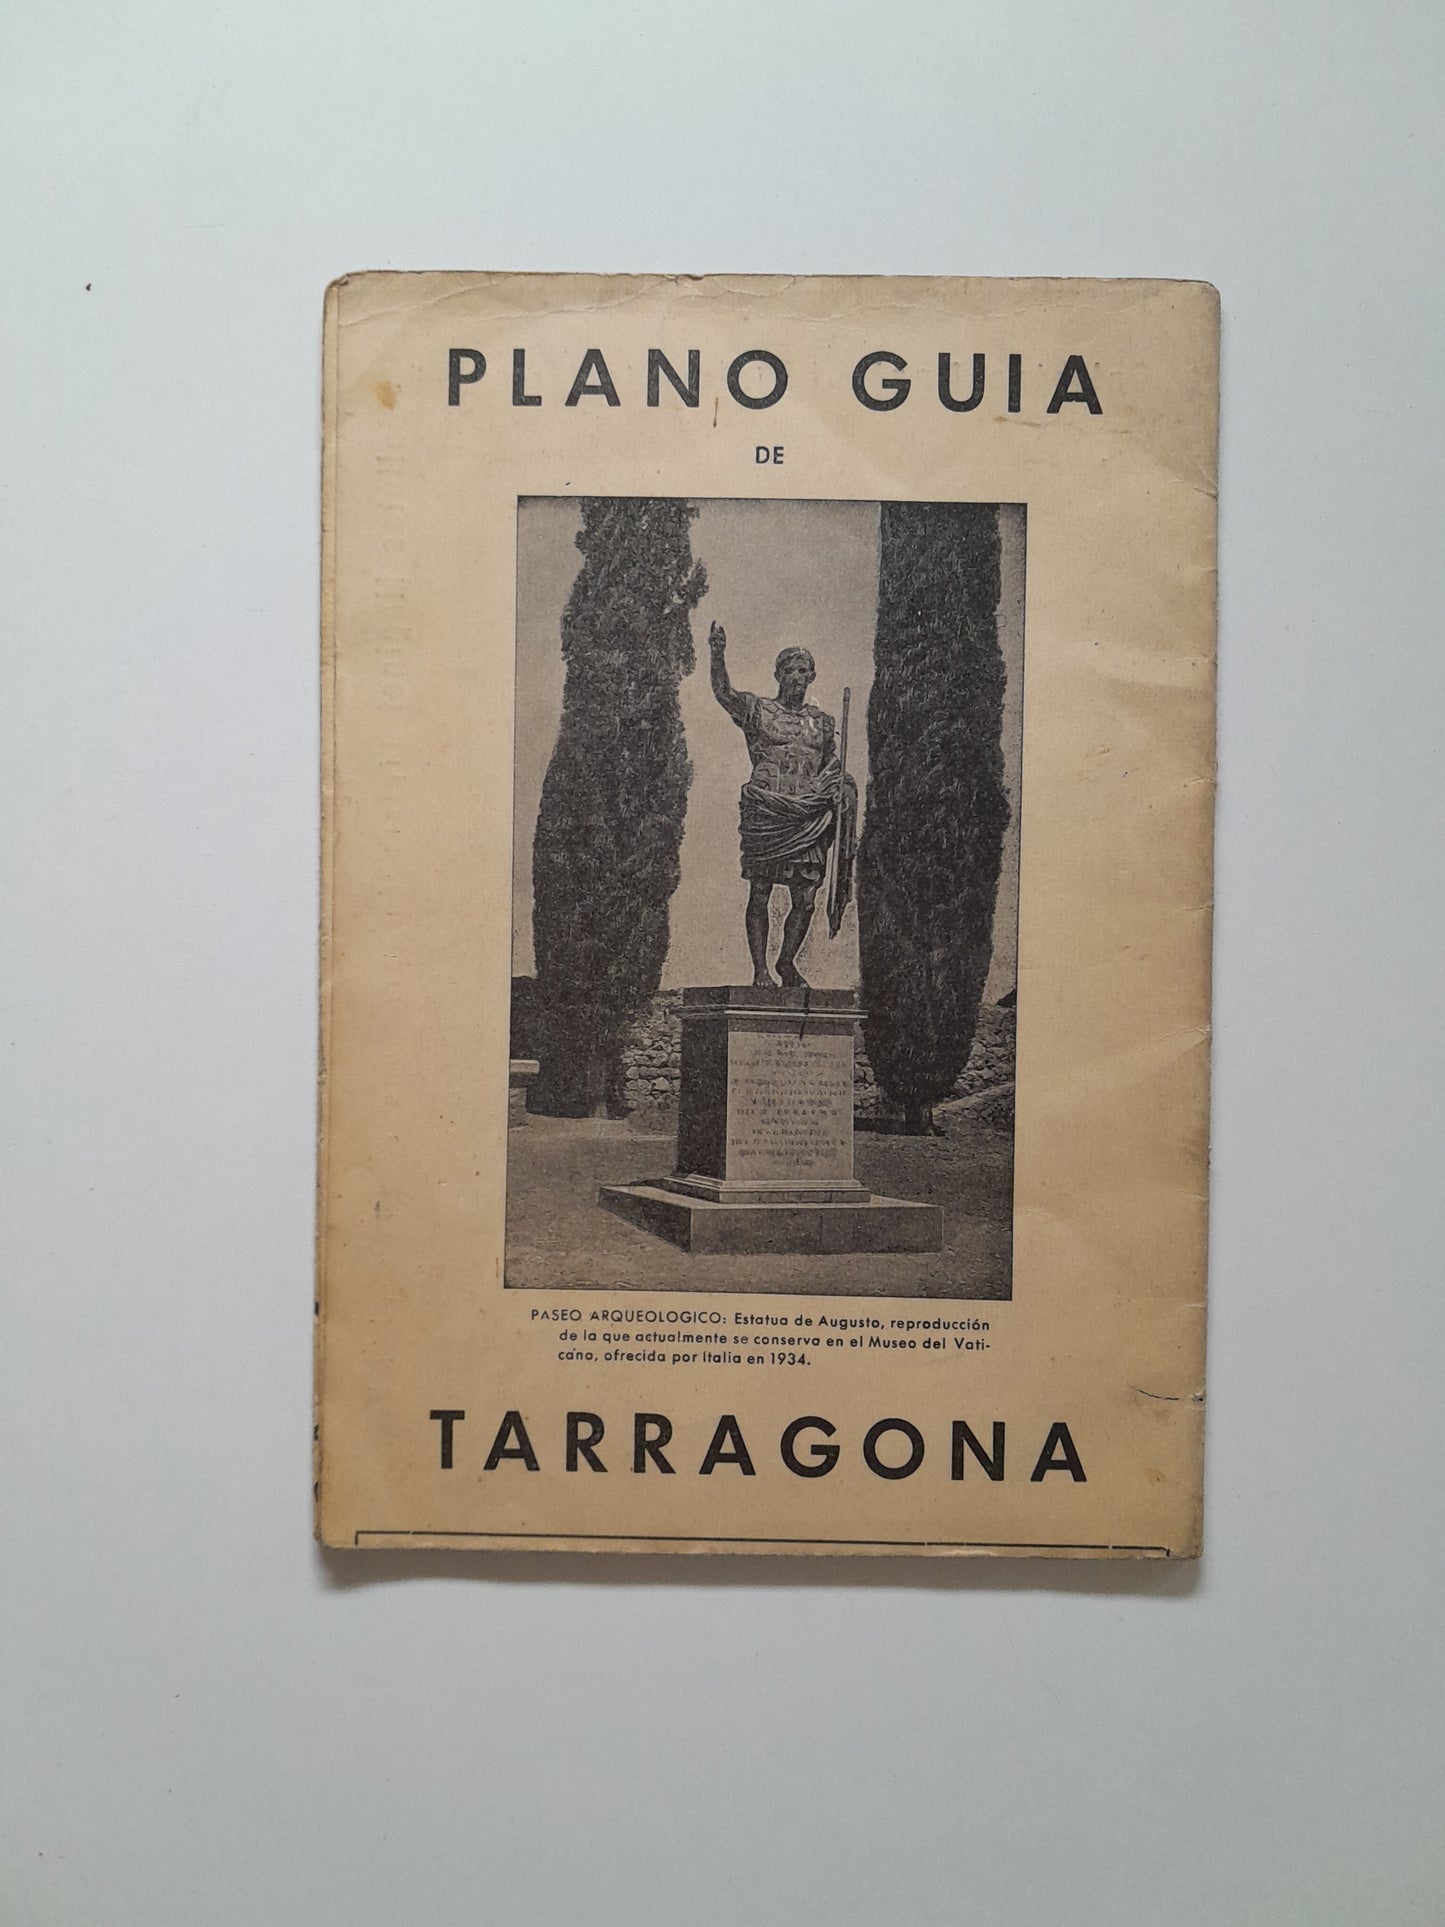 PLANO GUIA
DE
PASEO ARQUEOLOGICO: Estatua de Augusto, reproducción
de la que actualmente se conserva en el Museo del Vati-
cano, ofrecida por Italia en 1934.
TARRAGONA